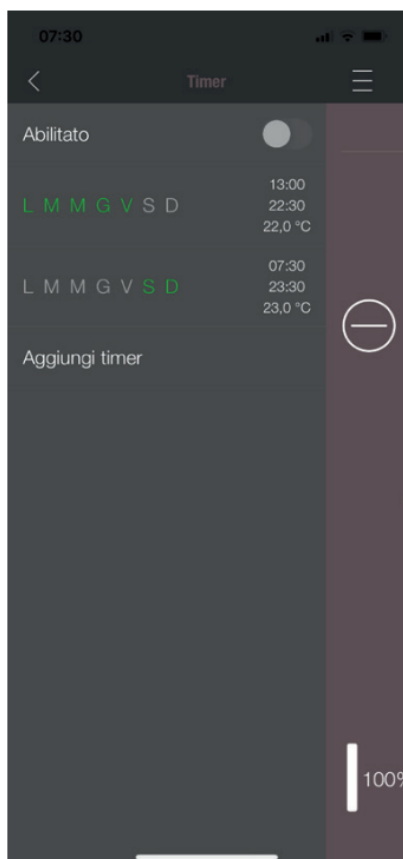 07:30
Timer
Abilitato
L M M G V S D
13:00
22:30
22,0 °C
L M M G V S D
07:30
23:30
23,0 °C
Aggiungi timer
100%